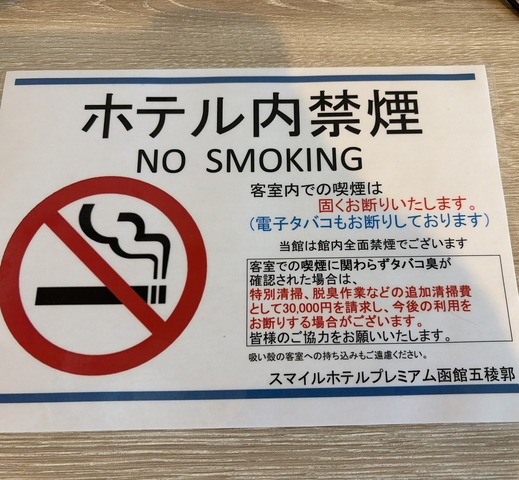 ホテル内禁煙
NO SMOKING
客室内での喫煙は
固くお断りいたします。
(電子タバコもお断りしております)
当館は館内全面禁煙でございます
客室での喫煙に関わらずタバコ臭が
確認された場合は、
特別清掃、脱臭作業などの追加清掃費
として30,000円を請求し、今後の利用を
お断りする場合がございます。
皆様のご協力をお願いいたします。
吸い殻の客室への持ち込みもご遠慮ください。
スマイルホテルプレミアム函館五稜郭